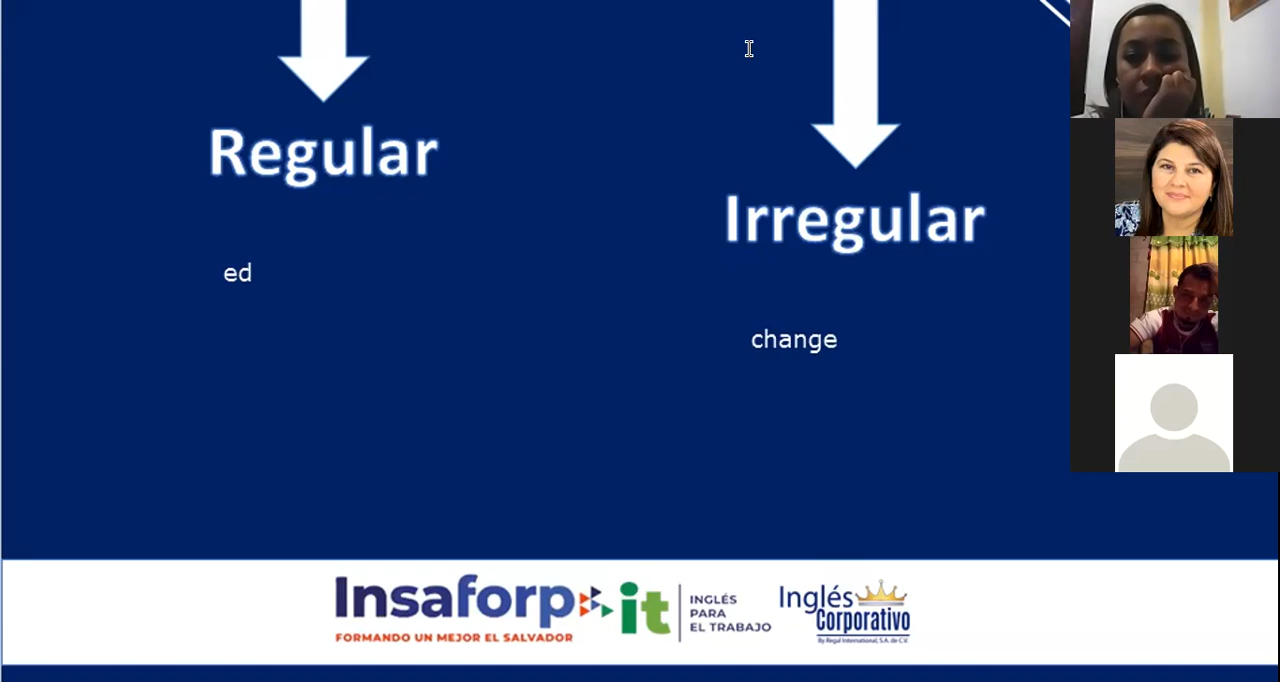 Regular
Irregular
ed
change
Insaforp
FORMANDO UN MEJOR EL SALVADOR
it
INGLÉS
PARA
EL TRABAJO
Inglés
Corporativo
By Regal International, S.A. de C.V.